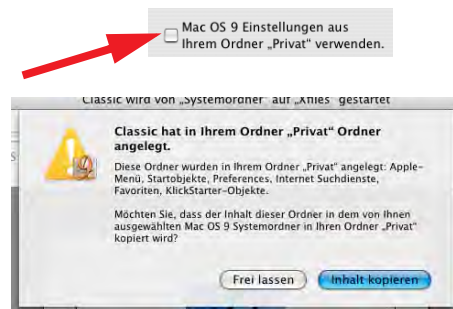 Mac OS 9 Einstellungen aus
Ihrem Ordner „Privat“ verwenden.
Classic wird von „Systemordner“ auf „Xfiles“ gestartet
Classic hat in Ihrem Ordner „Privat“ Ordner
angelegt.
Diese Ordner wurden in Ihrem Ordner „Privat“ angelegt: Apple-
Menü, Startobjekte, Preferences, Internet Suchdienste,
Favoriten, KlickStarter-Objekte.
Möchten Sie, dass der Inhalt dieser Ordner in dem von Ihnen
ausgewählten Mac OS 9 Systemordner in Ihren Ordner „Privat“
kopiert wird?
Frei lassen
Inhalt kopieren